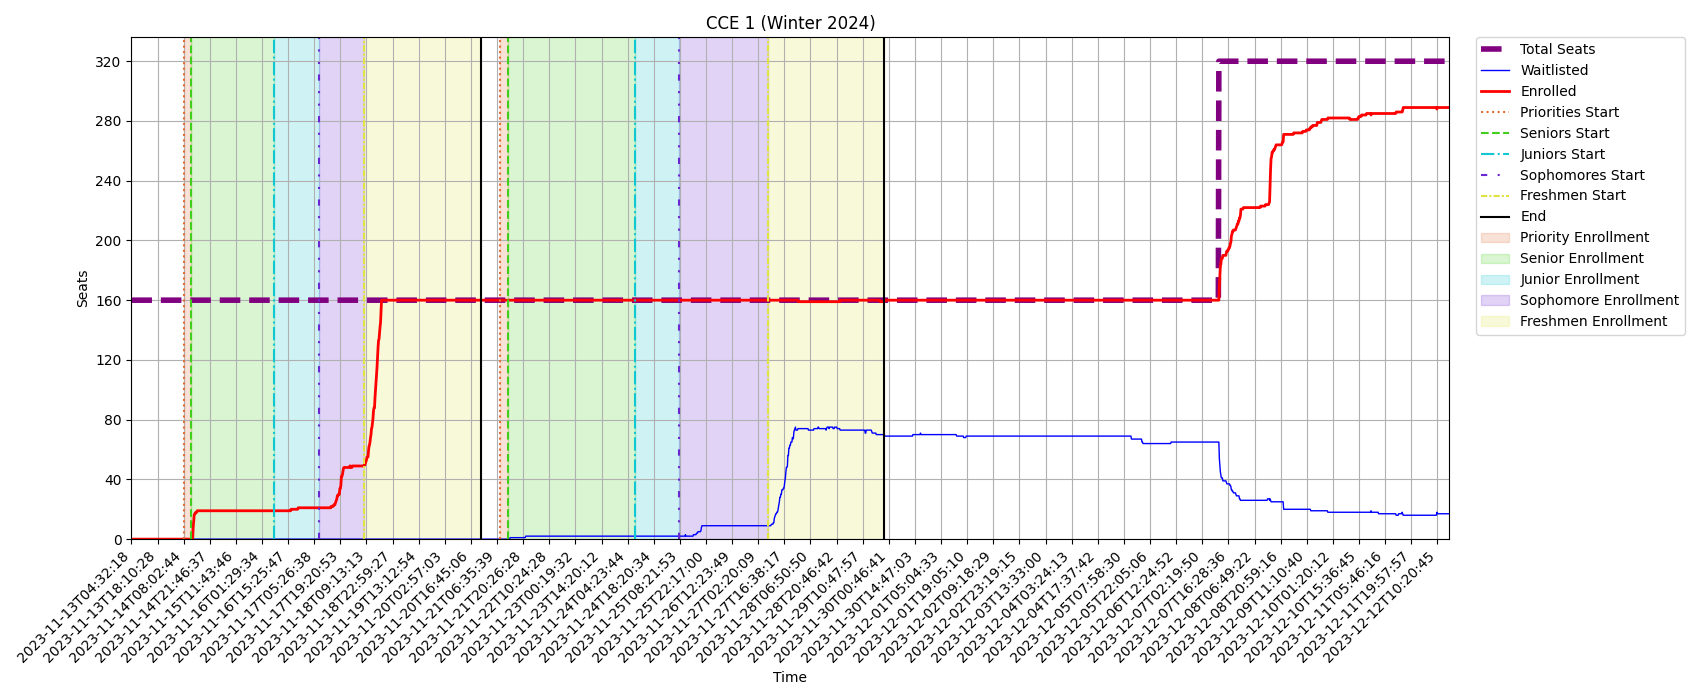 CCE 1 (Winter 2024)
Seats
320
280
240
200
160
120
80
40
0
2023-11-13T04:32:18
2023-11-13T18:10:28
2023-11-14T08:02:44
2023-11-14T21:46:37
2023-11-15T11:43:46
2023-11-16T01:29:34
2023-11-16T15:25:47
2023-11-17T05:26:38
2023-11-17T19:20:53
2023-11-18T09:13:13
2023-11-18T22:59:27
2023-11-19T13:12:54
2023-11-20T02:57:03
2023-11-20T16:45:06
2023-11-21T06:35:39
2023-11-21T20:26:28
2023-11-22T10:24:28
2023-11-23T00:19:32
2023-11-23T14:20:12
2023-11-24T04:23:44
2023-11-24T18:20:34
2023-11-25T08:21:53
2023-11-25T22:17:00
2023-11-26T12:23:49
2023-11-27T02:20:09
2023-11-27T16:38:17
2023-11-28T06:50:50
2023-11-28T20:46:42
2023-11-29T10:47:57
2023-11-30T00:46:41
2023-11-30T14:47:03
2023-12-01T05:04:33
2023-12-01T19:05:10
2023-12-02T09:18:29
2023-12-02T23:19:15
2023-12-03T13:33:00
2023-12-04T03:24:13
2023-12-04T17:37:42
2023-12-05T07:58:30
2023-12-05T22:05:06
2023-12-06T12:24:52
2023-12-07T02:19:50
2023-12-07T16:28:36
2023-12-08T06:49:22
2023-12-08T20:59:16
2023-12-09T11:10:40
2023-12-10T01:20:12
2023-12-10T15:36:45
2023-12-11T05:46:16
2023-12-11T19:57:57
2023-12-12T10:20:45
Time
Total Seats
Waitlisted
Enrolled
Priorities Start
Seniors Start
Juniors Start
Sophomores Start
Freshmen Start
End
Priority Enrollment
Senior Enrollment
Junior Enrollment
Sophomore Enrollment
Freshmen Enrollment